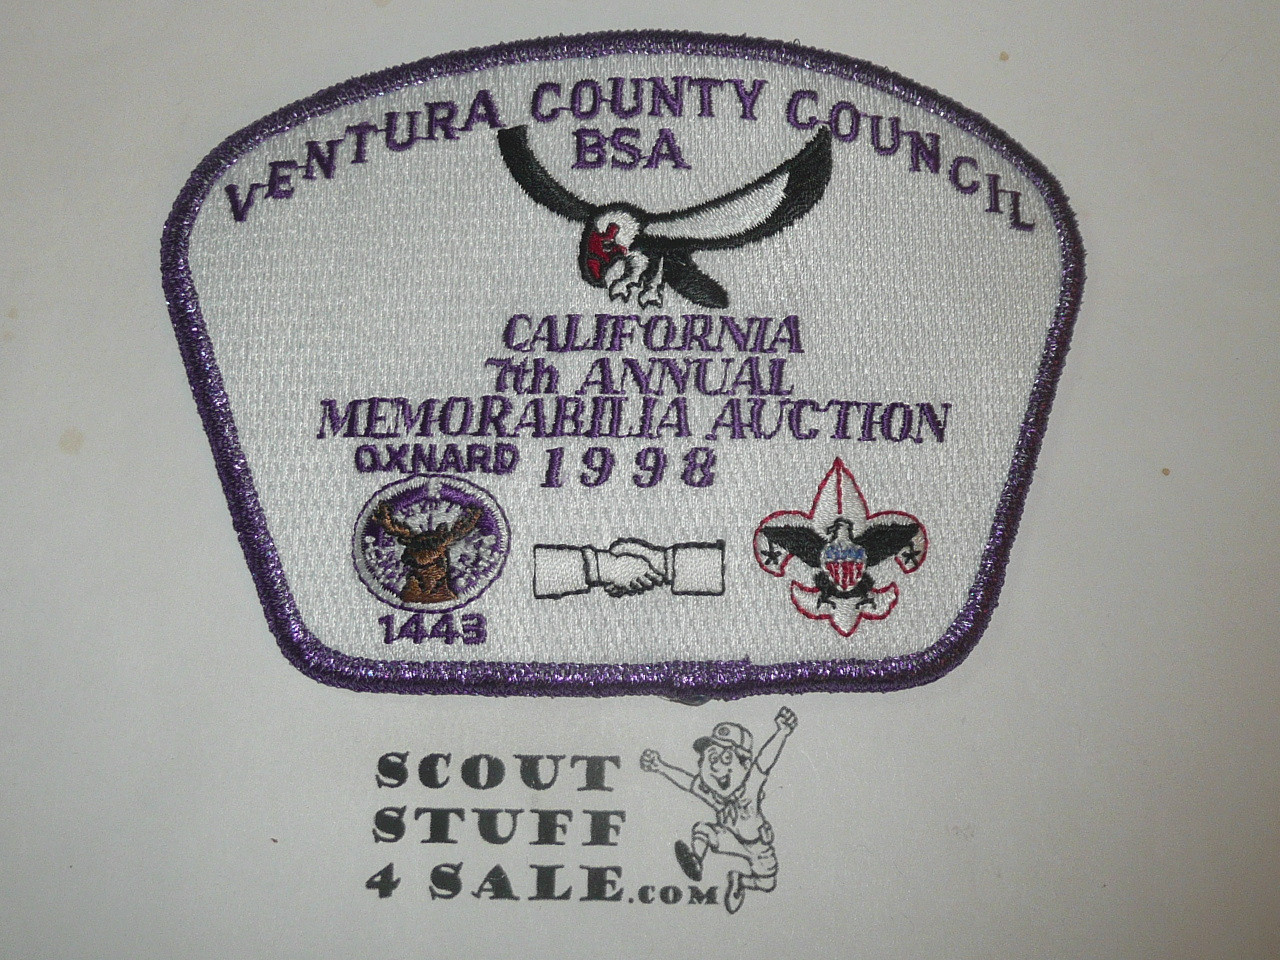 VENTURA COUNTY COUNCIL
BSA
CALIFORNIA
7th ANNUAL
MEMORABILIA AUCTION
OXNARD 1998
1443
SCOUT
STUFF
4 SALE.COM